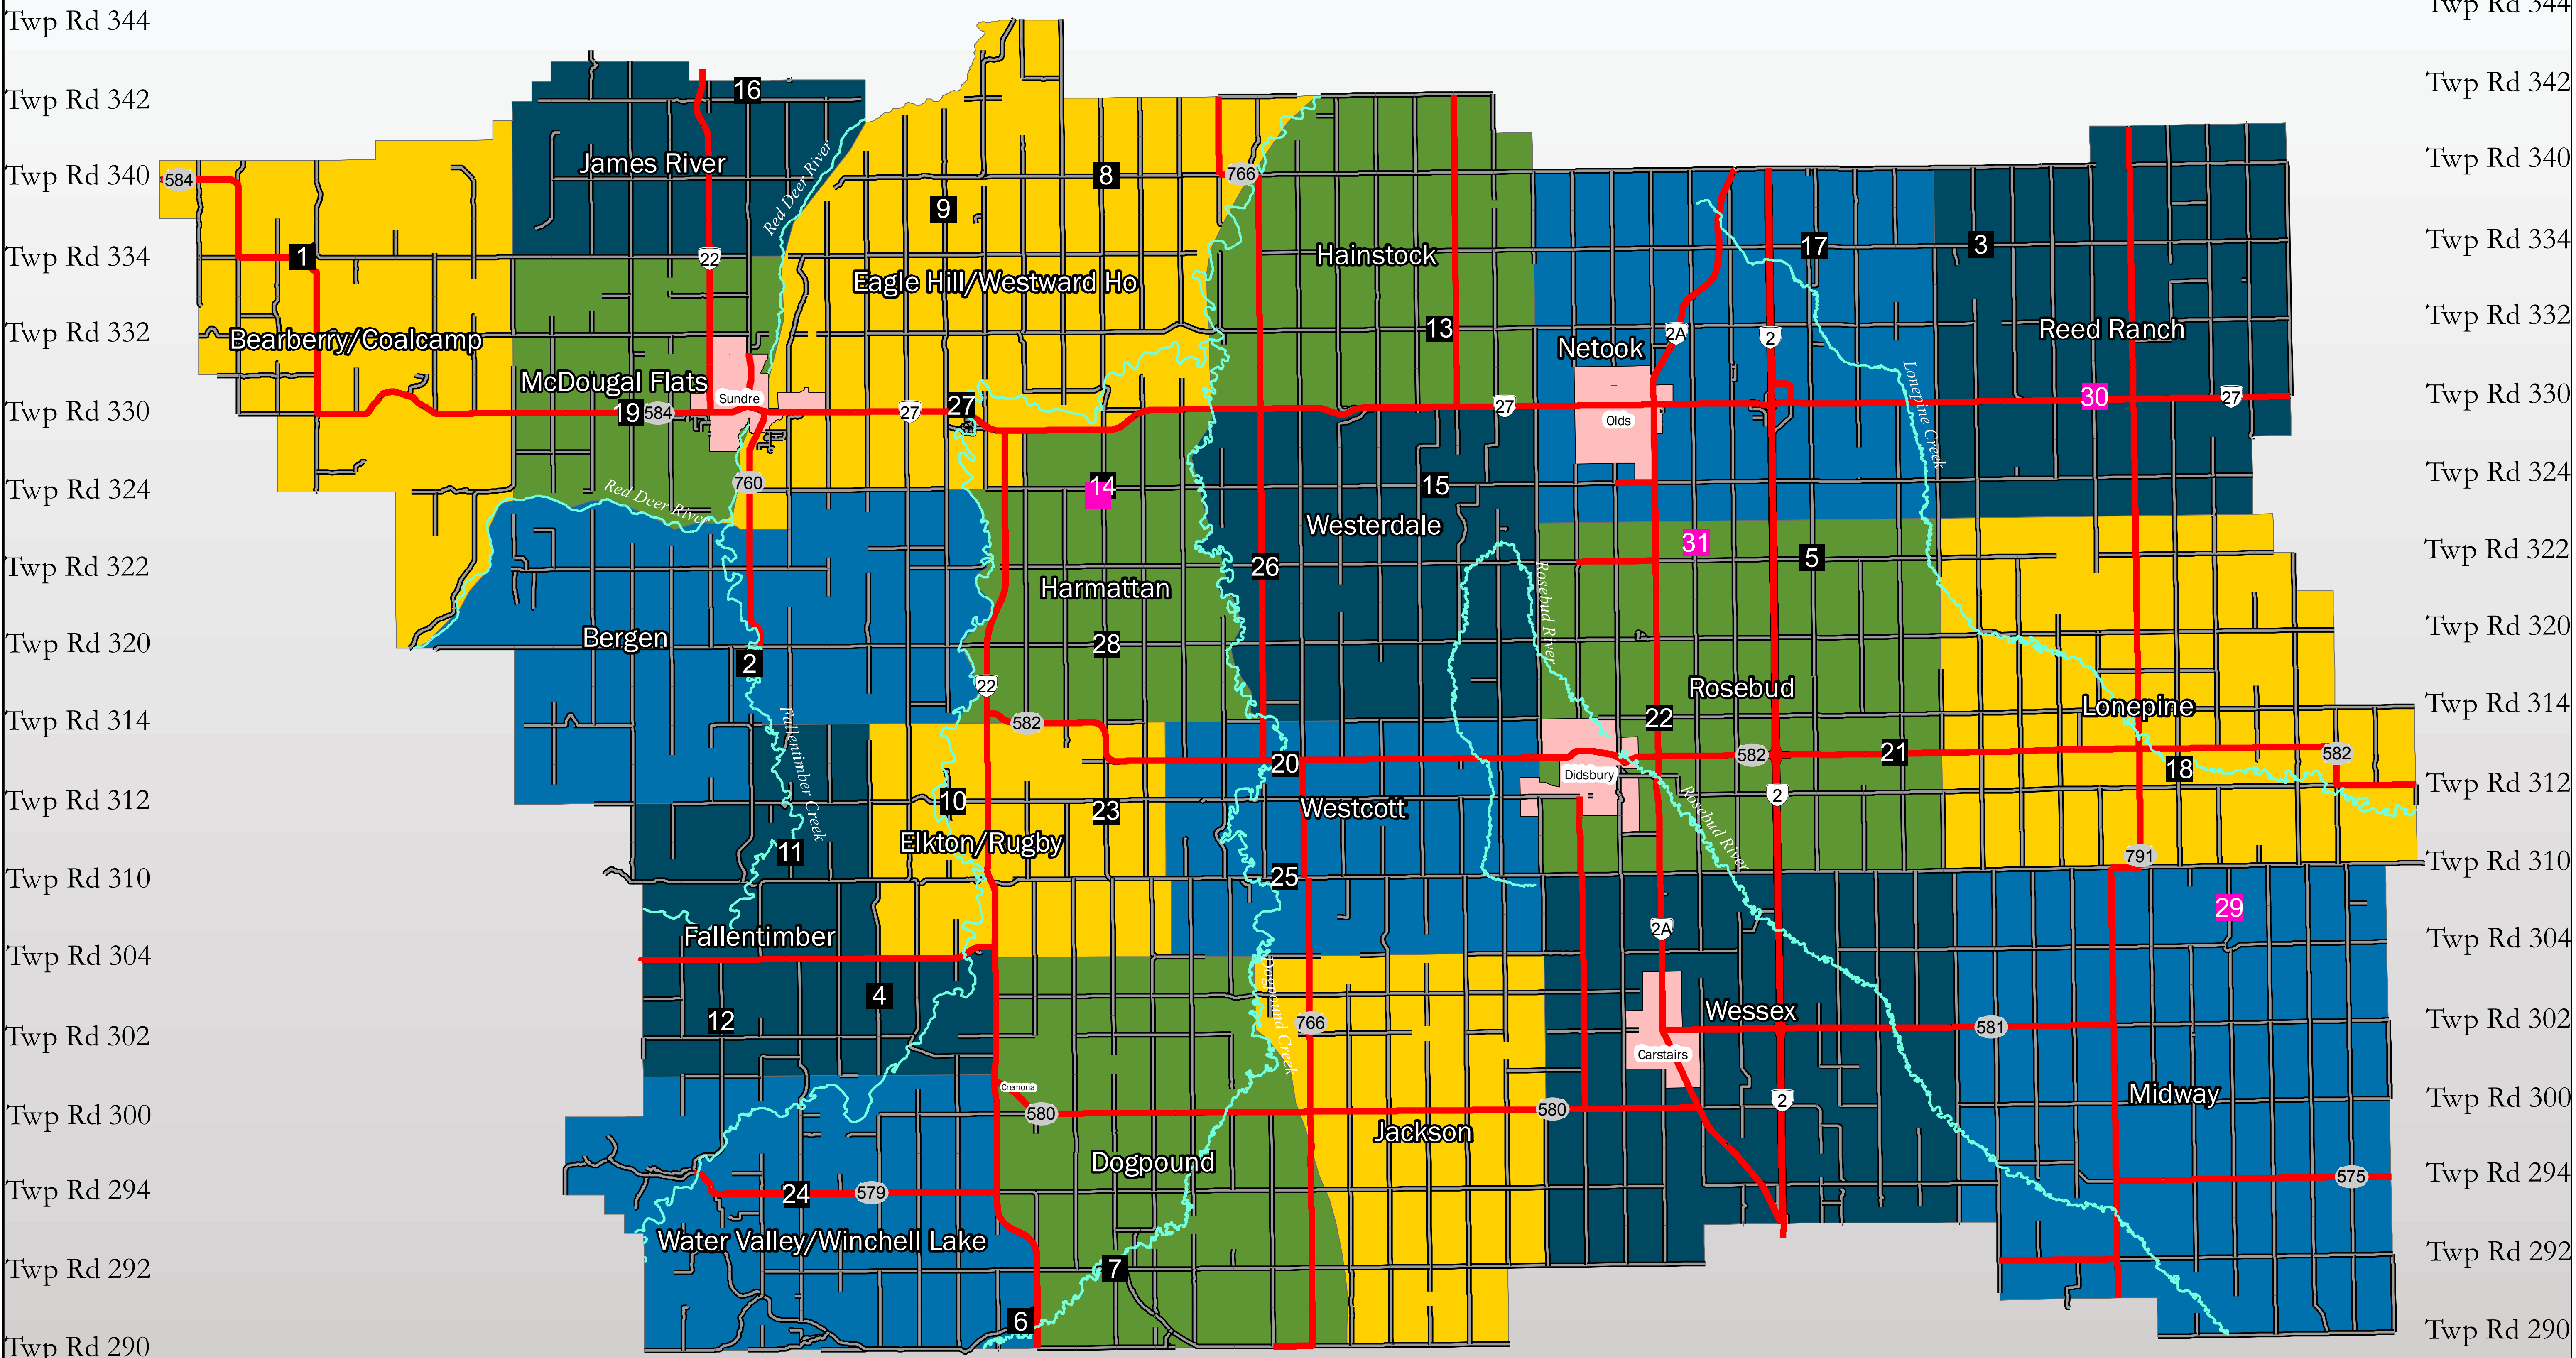 Twp Rd 344
Twp Rd 344
Twp Rd 342
16
Twp Rd 342
James River
Red Deer River
Twp Rd 340
584
9
8
766
Twp Rd 340
1
Twp Rd 334
22
Eagle Hill/Westward Ho
Hainstock
17
3
Twp Rd 334
Twp Rd 332
Bearberry/Coalcamp
13
Netook
2A
2
Reed Ranch
Twp Rd 332
Lonepine Creek
McDougal Flats
Sundre
Twp Rd 330
19
584
27
27
27
Olds
30
27
Twp Rd 330
Twp Rd 324
Red Deer River
760
14
15
Twp Rd 324
Westerdale
31
Twp Rd 322
26
5
Twp Rd 322
Harmattan
Rosebud River
Twp Rd 320
Bergen
2
28
Twp Rd 320
22
Rosebud
Twp Rd 314
Fallentimber Creek
582
22
Lonepine
Twp Rd 314
20
Didsbury
582
21
18
582
Twp Rd 312
10
23
Westcott
2
Rosebud River
Twp Rd 312
11
Elkton/Rugby
Twp Rd 310
25
791
Twp Rd 310
29
Fallentimber
2A
Twp Rd 304
Dogpound Creek
Twp Rd 304
4
12
766
Wessex
Twp Rd 302
581
Twp Rd 302
Carstairs
Cremona
Twp Rd 300
580
580
2
Midway
Twp Rd 300
Jackson
Dogpound
Twp Rd 294
24
579
575
Twp Rd 294
Water Valley/Winchell Lake
Twp Rd 292
7
Twp Rd 292
6
Twp Rd 290
Twp Rd 290